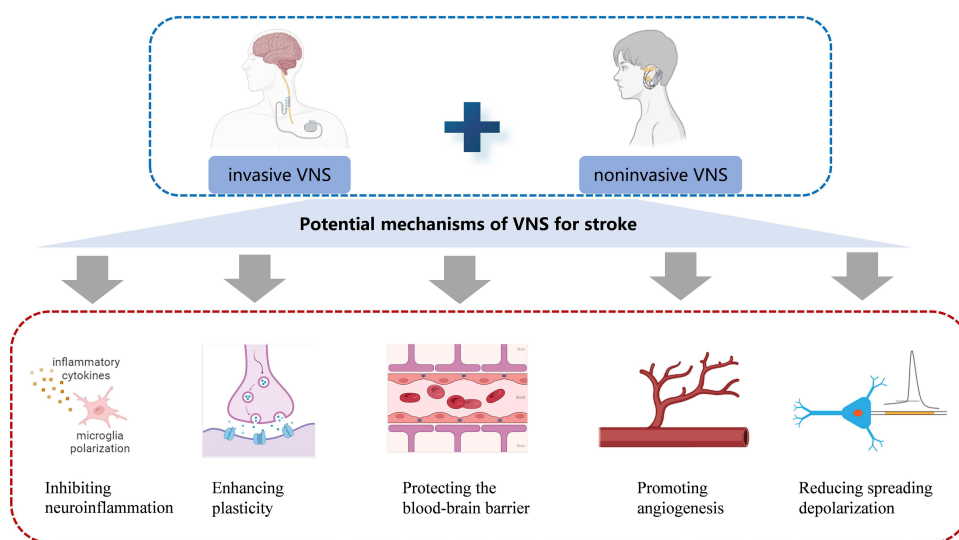 invasive VNS
noninvasive VNS
Potential mechanisms of VNS for stroke
inflammatory
cytokines
microglia
polarization
Inhibiting
neuroinflammation
Enhancing
plasticity
Protecting the
blood-brain barrier
Promoting
angiogenesis
Reducing spreading
depolarization